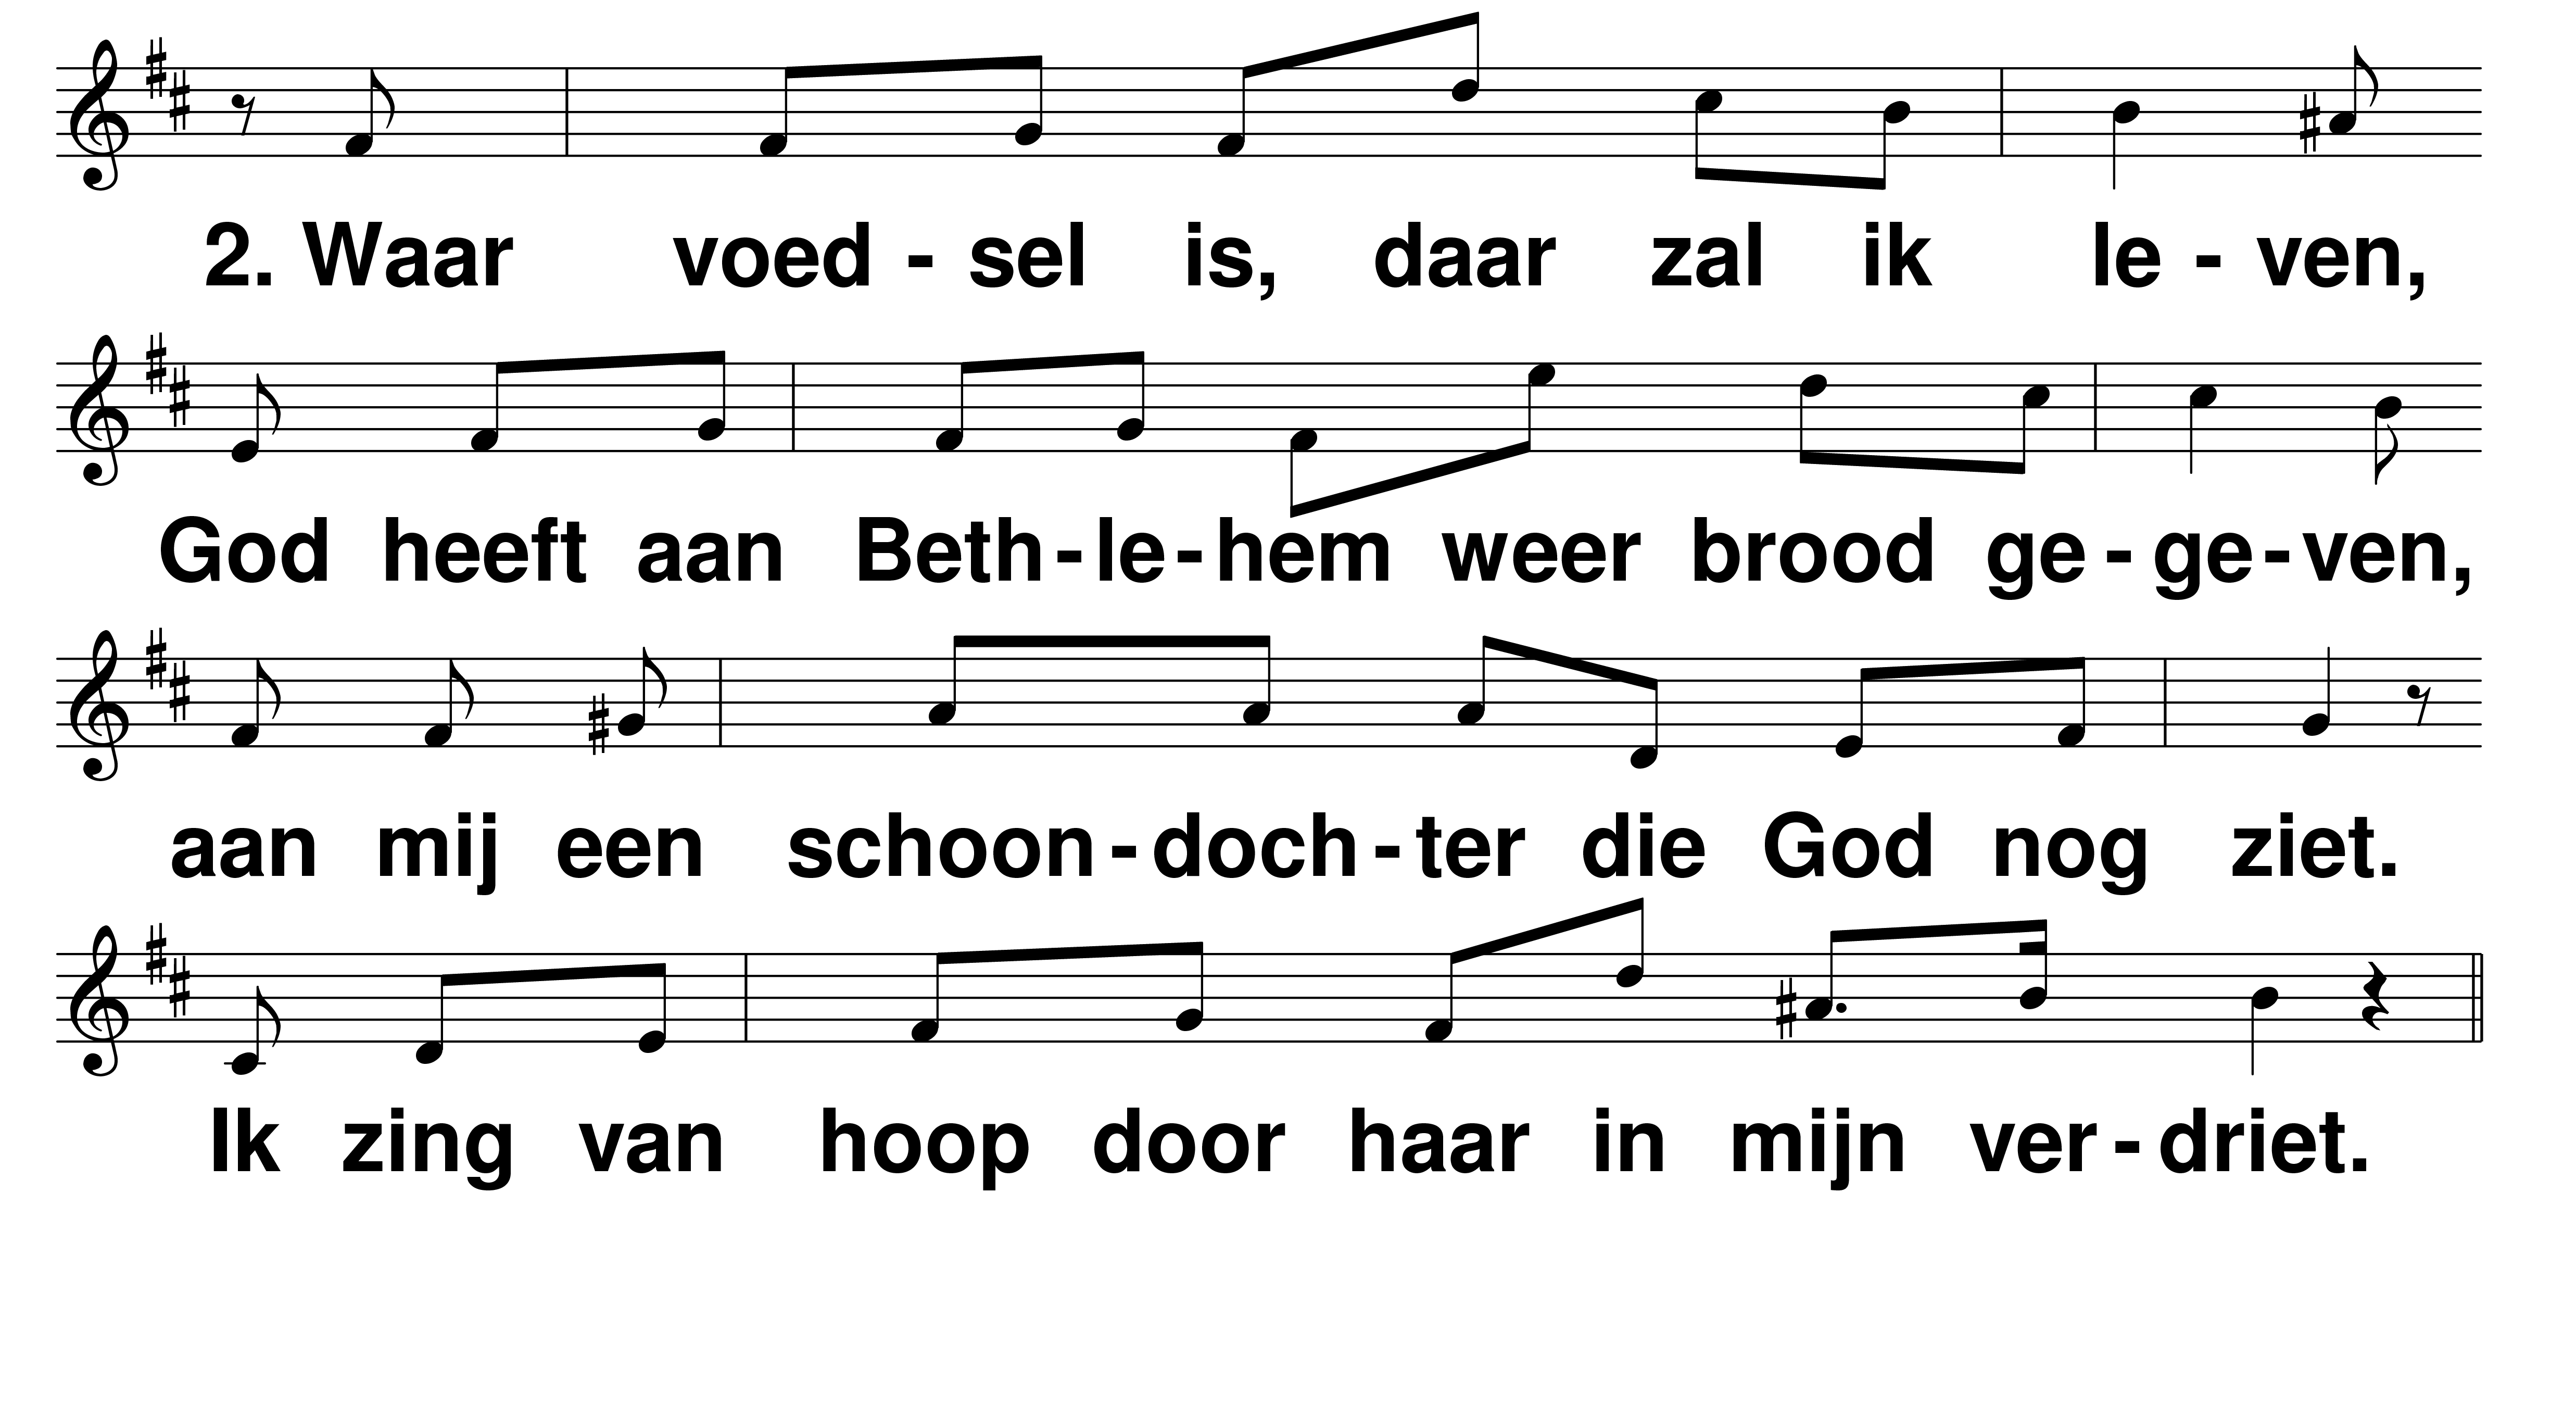 2. Waar voed - sel is, daar zal ik le - ven,
God heeft aan Beth - le - hem weer brood ge - ge - ven,
aan mij een schoon - doch - ter die God nog ziet.
Ik zing van hoop door haar in mijn ver - driet.